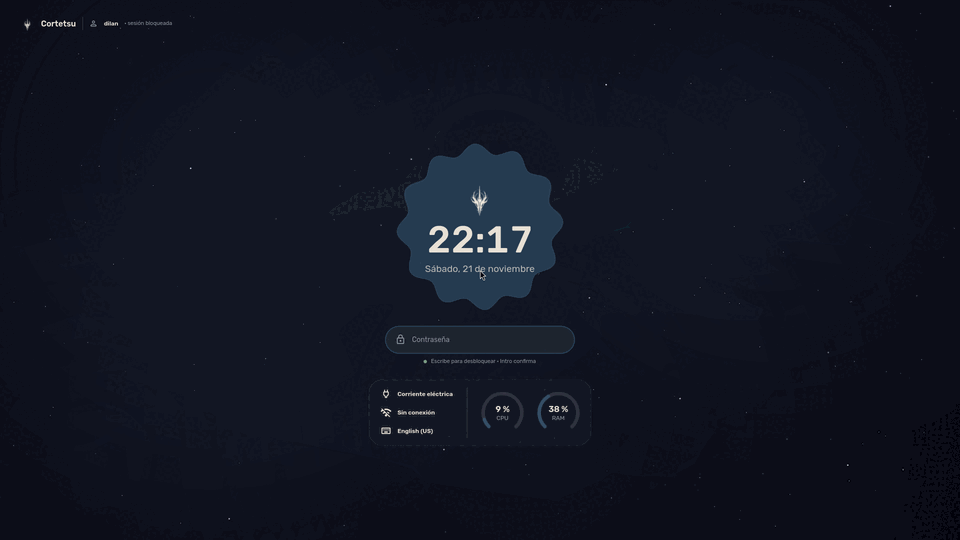 Cortetsu
dilan • sesión bloqueada
22:17
Sábado, 21 de noviembre
Contraseña
Escribe para desbloquear • Intro confirma
Corriente eléctrica
Sin conexión
English (US)
9 %
CPU
38 %
RAM